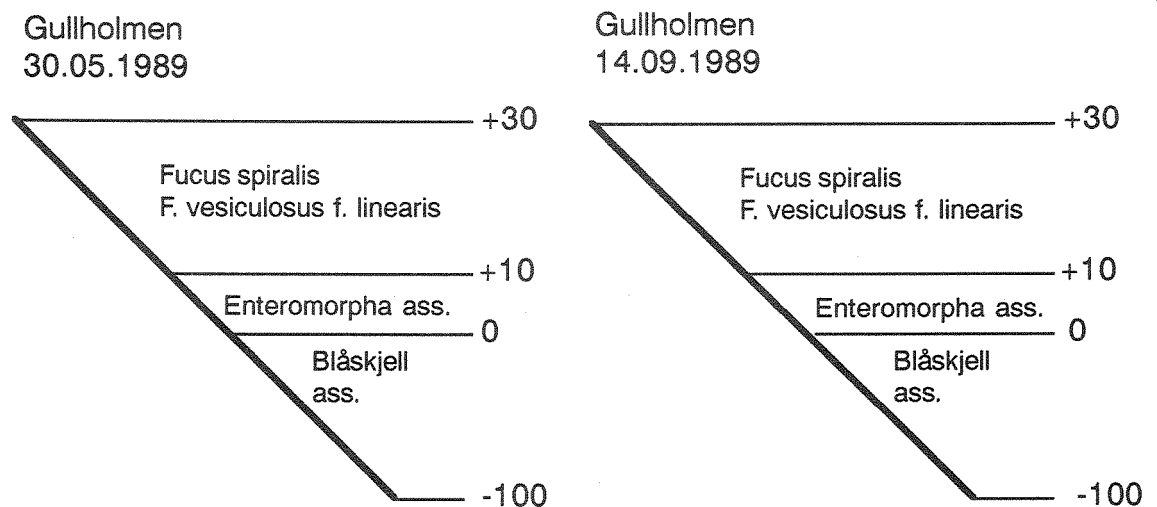 Gullholmen
30.05.1989
+30
Fucus spiralis
F. vesiculosus f. linearis
+10
Enteromorpha ass.
0
Blåskjell
ass.
-100
Gullholmen
14.09.1989
+30
Fucus spiralis
F. vesiculosus f. linearis
+10
Enteromorpha ass.
0
Blåskjell
ass.
-100